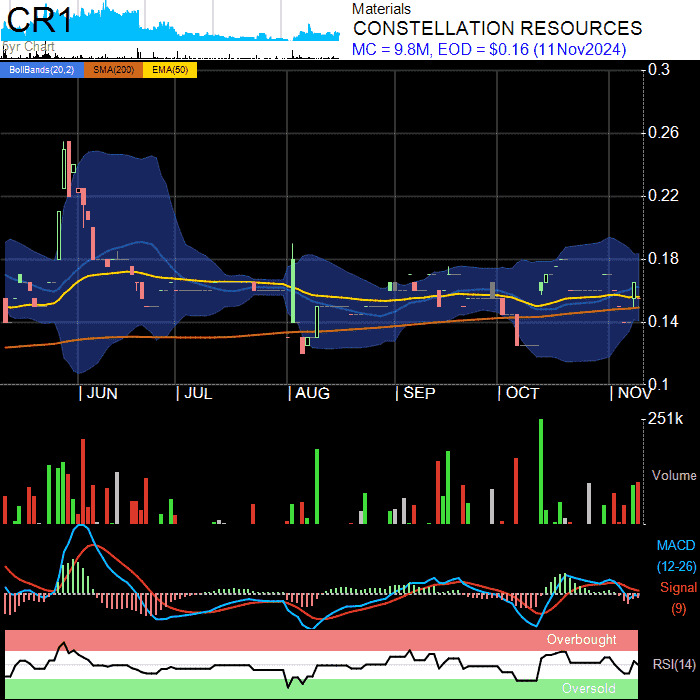 CR1
Materials
CONSTELLATION RESOURCES
MC = 9.8M, EOD = $0.16 (11Nov2024)
5yr Chart
BollBands(20,2) SMA(200) EMA(50)
0.3
0.26
0.22
0.18
0.14
0.1
JUN JUL AUG SEP OCT NOV
251k
Volume
MACD
(12-26)
Signal
(9)
Overbought
RSI(14)
Oversold